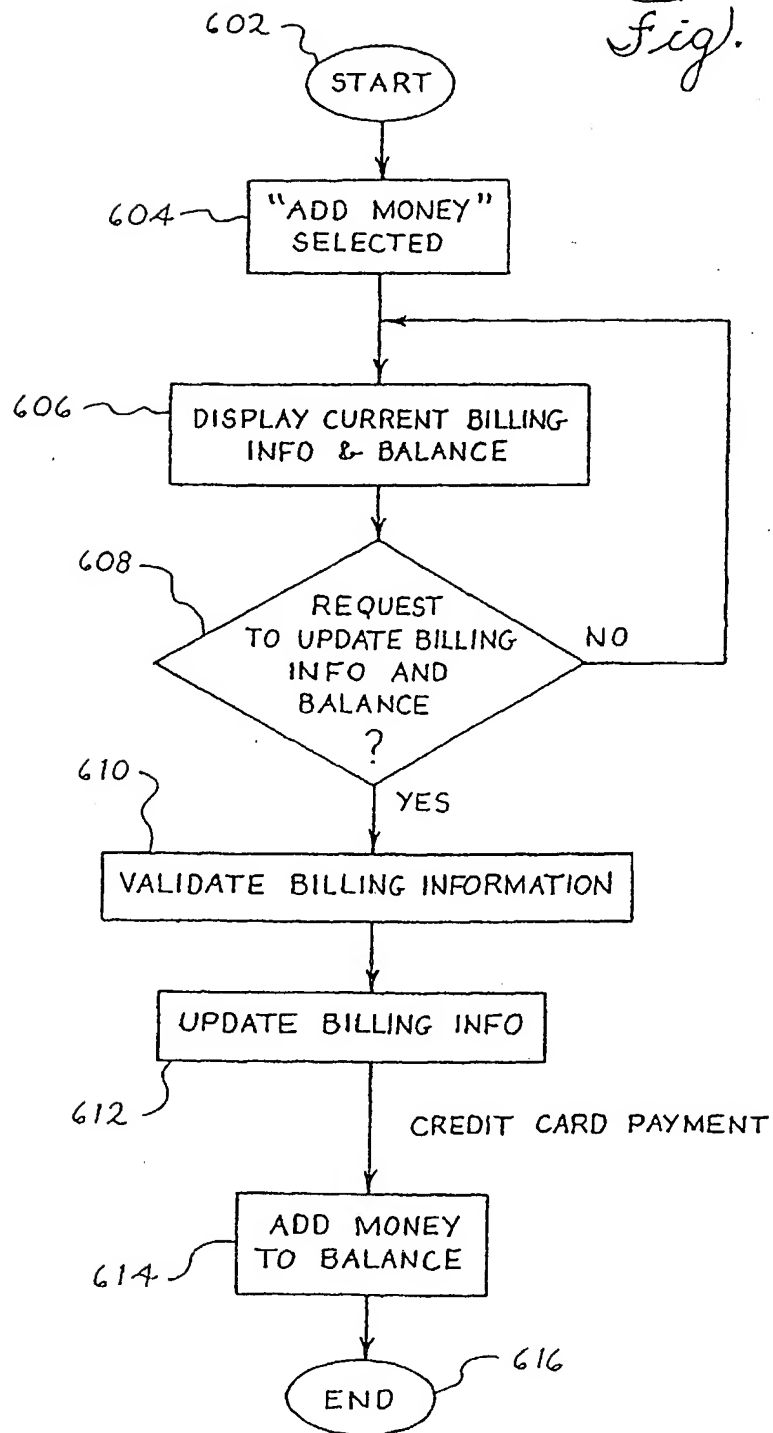 Fig.
602
START
604
"ADD MONEY"
SELECTED
606
DISPLAY CURRENT BILLING
INFO & BALANCE
608
REQUEST
TO UPDATE BILLING
INFO AND
BALANCE
?
NO
YES
610
VALIDATE BILLING INFORMATION
UPDATE BILLING INFO
612
CREDIT CARD PAYMENT
ADD MONEY
TO BALANCE
614
616
END